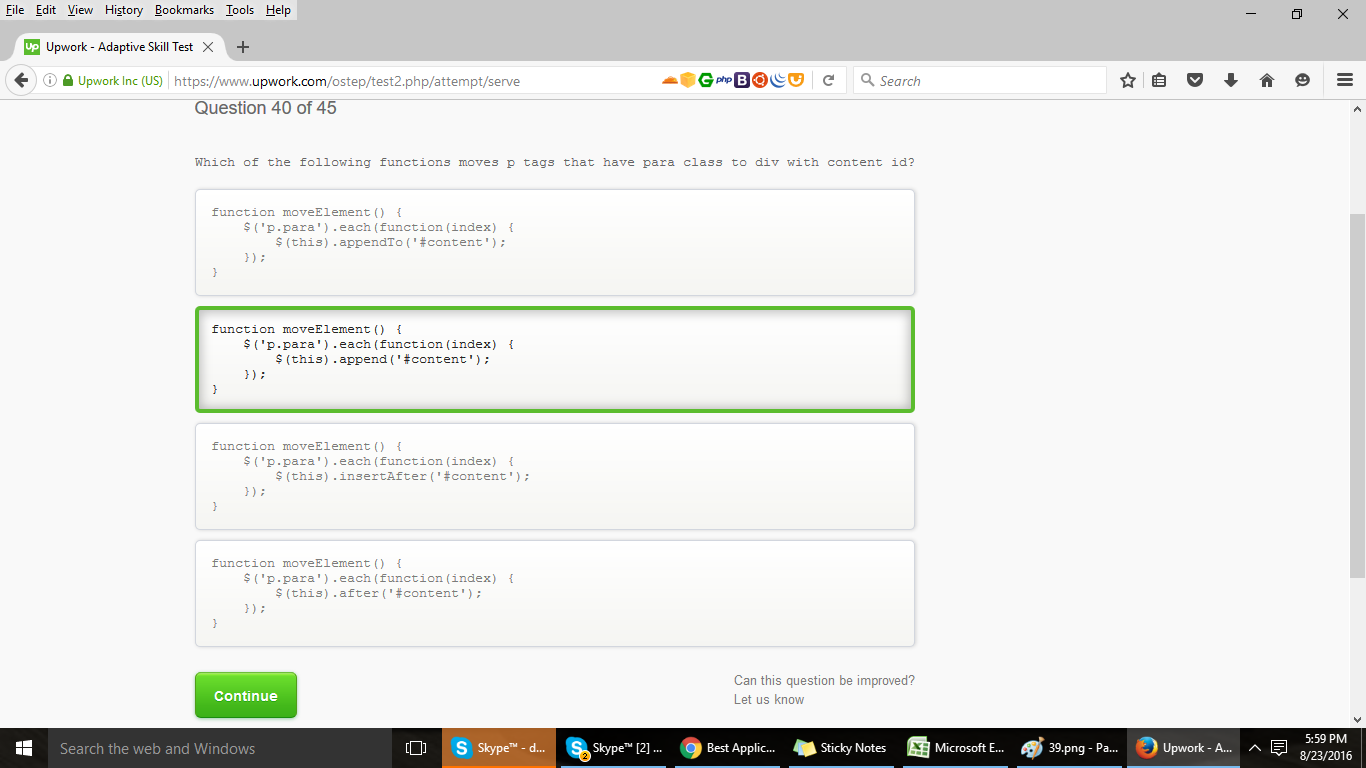 File Edit View History Bookmarks Tools Help
Upwork - Adaptive Skill Test
Upwork Inc (US) https://www.upwork.com/ostep/test2.php/attempt/serve php B Search
Question 40 of 45
Which of the following functions moves p tags that have para class to div with content id?
function moveElement() {
$('p.para').each(function(index) {
$(this).appendTo('#content');
});
}
function moveElement() {
$('p.para').each(function(index) {
$(this).append('#content');
});
}
function moveElement() {
$('p.para').each(function(index) {
$(this).insertAfter('#content');
});
}
function moveElement() {
$('p.para').each(function(index) {
$(this).after('#content');
});
}
Continue
Can this question be improved?
Let us know
Search the web and Windows
Skype™ - d...
Skype™ [2] ...
2
Best Applic...
Sticky Notes
Microsoft E...
39.png - Pa...
Upwork - A...
5:59 PM
8/23/2016